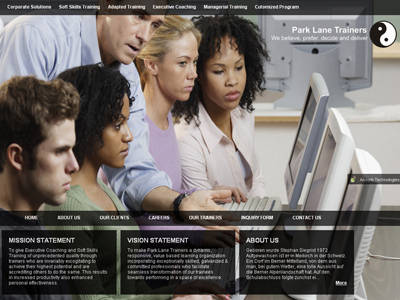 Corporate Solutions Soft Skills Training Adapted Training Executive Coaching Managerial Training Cutomized Program
Park Lane Trainers
We believe, prefer, decide and deliver
HOME ABOUT US OUR CLIENTS CAREERS OUR TRAINERS INQUIRY FORM CONTACT US
MISSION STATEMENT
To give Executive Coaching and Soft Skills
Training of unprecedented quality through
trainers who are invariably excogitating to
achieve ever highest pleasure and are
accrediting others to do the same. This results
in increased productivity also enhanced
personal effectiveness.
VISION STATEMENT
To make Park Lane Trainers a dynamic,
responsive, value based learning organization
incorporating exceptionally skilled, galvanized &
committed professionals who facilitate
seamless transformation of our trainees
towards performing in a space of excellence.
ABOUT US
Geboren wurde Stephan Siegrist 1972
Aufgewachsen ist er in Meikirch in der Schweiz.
Ein Dorf im Berner Mittelland, von dem aus
man, bei gutem Wetter, eine tolle Aussicht auf
die Berner Alpenlandschaft hat. Auf den
Schulabschluss folgte zunächst ei...
More